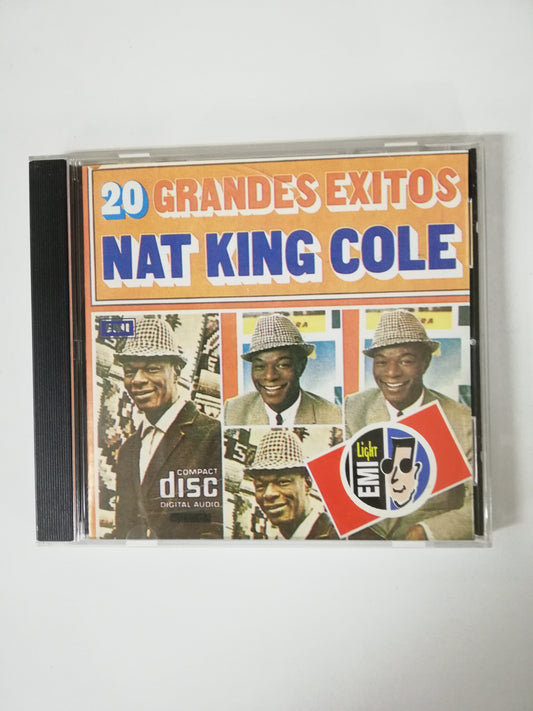 20 GRANDES EXITOS
NAT KING COLE
EMI
COMPACT
disc
DIGITAL AUDIO
Light
EMI